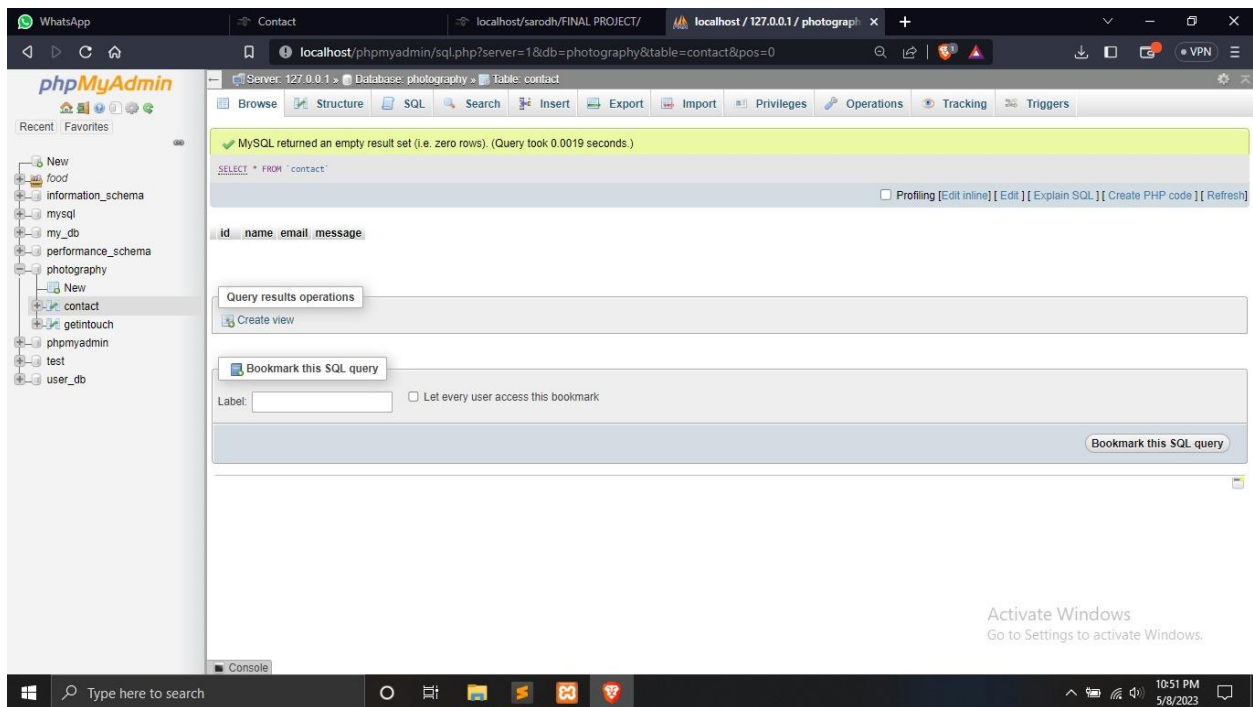 WhatsApp
Contact
localhost/sarodh/FINAL PROJECT/
localhost / 127.0.0.1 / photograph
localhost/phpmyadmin/sql.php?server=1&db=photography&table=contact&pos=0
VPN
phpMyAdmin
Recent Favorites
New
food
information_schema
mysql
my_db
performance_schema
photography
New
contact
getintouch
phpmyadmin
test
user_db
Server: 127.0.0.1 » Database: photography » Table: contact
Browse Structure SQL Search Insert Export Import Privileges Operations Tracking Triggers
MySQL returned an empty result set (i.e. zero rows). (Query took 0.0019 seconds.)
SELECT * FROM `contact`
Profiling [Edit inline] [ Edit ] [ Explain SQL ] [ Create PHP code ] [ Refresh]
id name email message
Query results operations
Create view
Bookmark this SQL query
Label: Let every user access this bookmark
Bookmark this SQL query
Activate Windows
Go to Settings to activate Windows.
Console
Type here to search
10:51 PM
5/8/2023